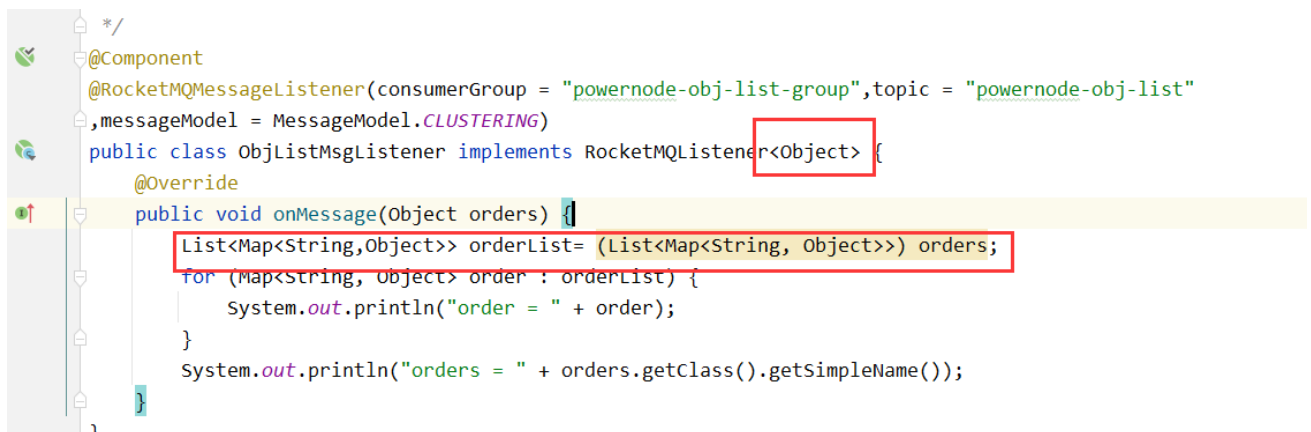 */
@Component
@RocketMQMessageListener(consumerGroup = "powernode-obj-list-group",topic = "powernode-obj-list"
,messageModel = MessageModel.CLUSTERING)
public class ObjListMsgListener implements RocketMQListener<Object> {
@Override
public void onMessage(Object orders) {
List<Map<String,Object>> orderList= (List<Map<String, Object>>) orders;
for (Map<String, Object> order : orderList) {
System.out.println("order = " + order);
}
System.out.println("orders = " + orders.getClass().getSimpleName());
}
}